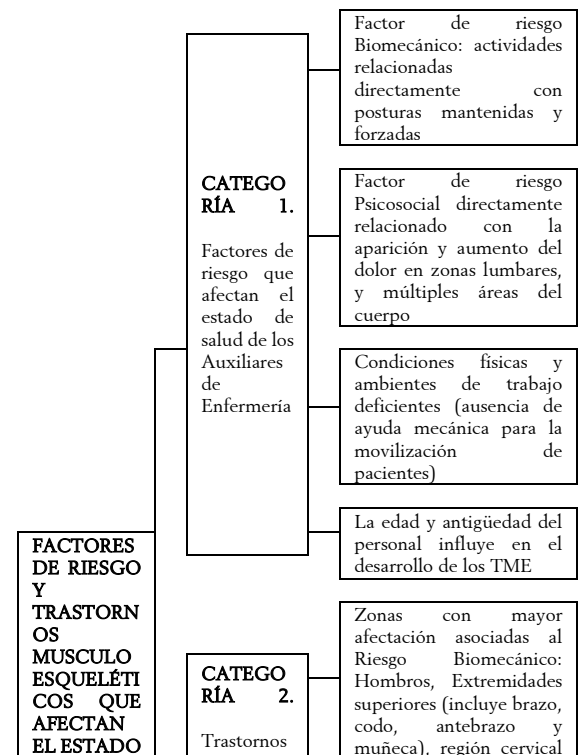 FACTORES
DE RIESGO
Y
TRASTORN
OS
MUSCULO
ESQUELÉTI
COS QUE
AFECTAN
EL ESTADO
CATEGO
RÍA 1.
Factores de
riesgo que
afectan el
estado de
salud de los
Auxiliares
de
Enfermería
Factor de riesgo
Biomecánico: actividades
relacionadas
directamente con
posturas mantenidas y
forzadas
Factor de riesgo
Psicosocial directamente
relacionado con la
aparición y aumento del
dolor en zonas lumbares,
y múltiples áreas del
cuerpo
Condiciones físicas y
ambientes de trabajo
deficientes (ausencia de
ayuda mecánica para la
movilización de
pacientes)
La edad y antigüedad del
personal influye en el
desarrollo de los TME
CATEGO
RÍA 2.
Trastornos
Zonas con mayor
afectación asociadas al
Riesgo Biomecánico:
Hombros, Extremidades
superiores (incluye brazo,
codo, antebrazo y
muñeca), región cervical